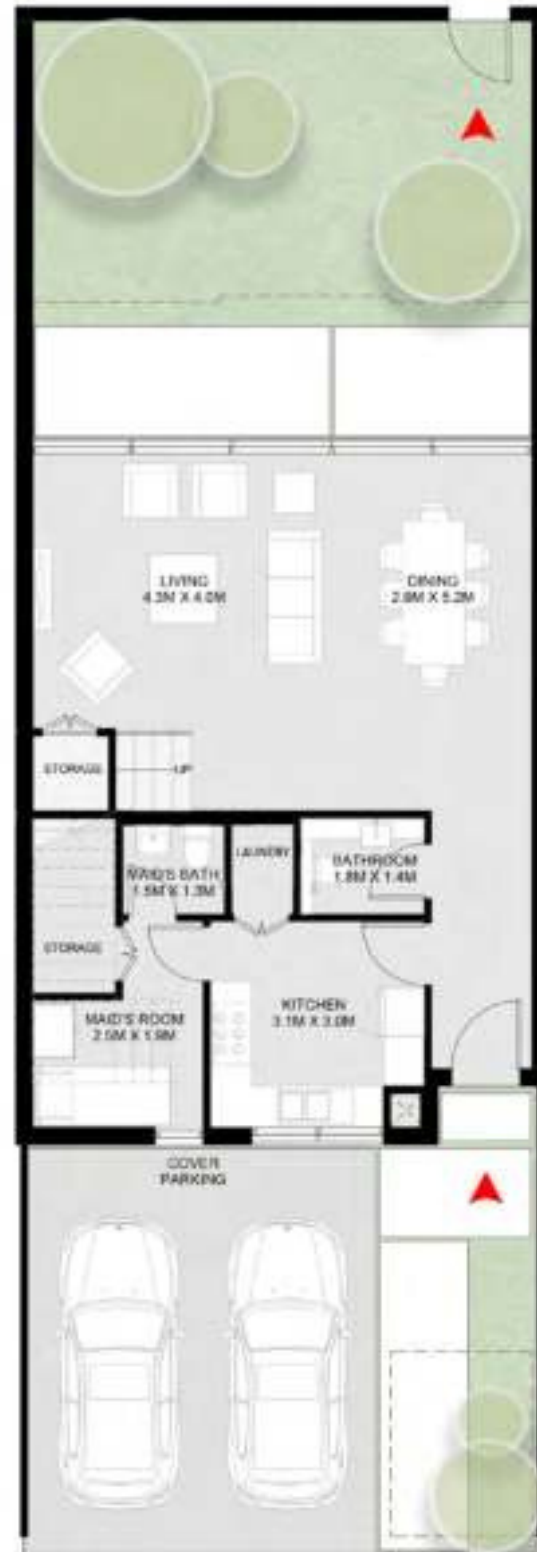 LIVING
4.3M X 4.0M
DINING
2.8M X 5.2M
STORAGE
UP
MAID'S BATH
1.5M X 1.3M
LAUNDRY
BATHROOM
1.8M X 1.4M
STORAGE
MAID'S ROOM
2.5M X 1.9M
KITCHEN
3.1M X 3.0M
COVER
PARKING